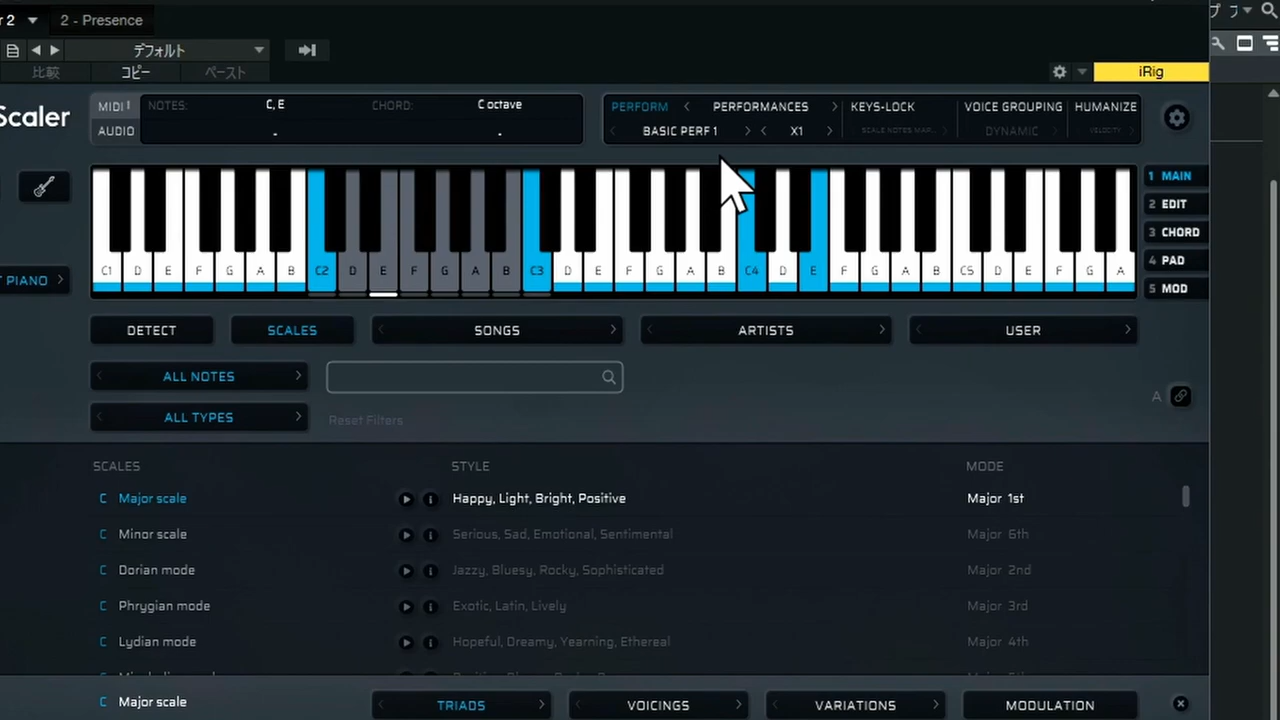 r 2 2 - Presence
デフォルト
比較 コピー ペースト iRig
Scaler MIDI NOTES: C, E CHORD: C octave PERFORM PERFORMANCES KEYS-LOCK VOICE GROUPING HUMANIZE
AUDIO - - BASIC PERF 1 X1 SCALE NOTES MAP... DYNAMIC VELOCITY
1 MAIN
2 EDIT
3 CHORD
4 PAD
5 MOD
C1 D E F G A B C2 D E F G A B C3 D E F G A B C4 D E F G A B C5 D E F G A
T PIANO
DETECT SCALES SONGS ARTISTS USER
ALL NOTES
A
ALL TYPES Reset Filters
SCALES STYLE MODE
C Major scale Happy, Light, Bright, Positive Major 1st
C Minor scale Serious, Sad, Emotional, Sentimental Major 6th
C Dorian mode Jazzy, Bluesy, Rocky, Sophisticated Major 2nd
C Phrygian mode Exotic, Latin, Lively Major 3rd
C Lydian mode Hopeful, Dreamy, Yearning, Ethereal Major 4th
C Major scale TRIADS VOICINGS VARIATIONS MODULATION